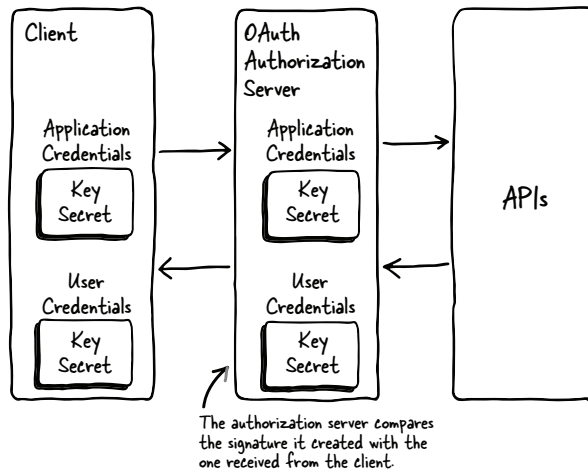 Client
Application
Credentials
Key
Secret
User
Credentials
Key
Secret
OAuth
Authorization
Server
Application
Credentials
Key
Secret
User
Credentials
Key
Secret
APIs
The authorization server compares
the signature it created with the
one received from the client.